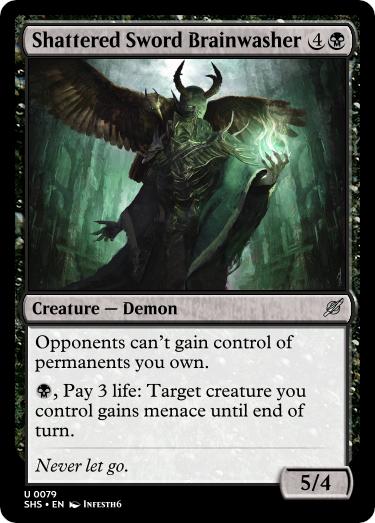 Shattered Sword Brainwasher 4
Creature — Demon
Opponents can't gain control of
permanents you own.
, Pay 3 life: Target creature you
control gains menace until end of
turn.
Never let go.
5/4
U 0079
SHS • EN Infesth6